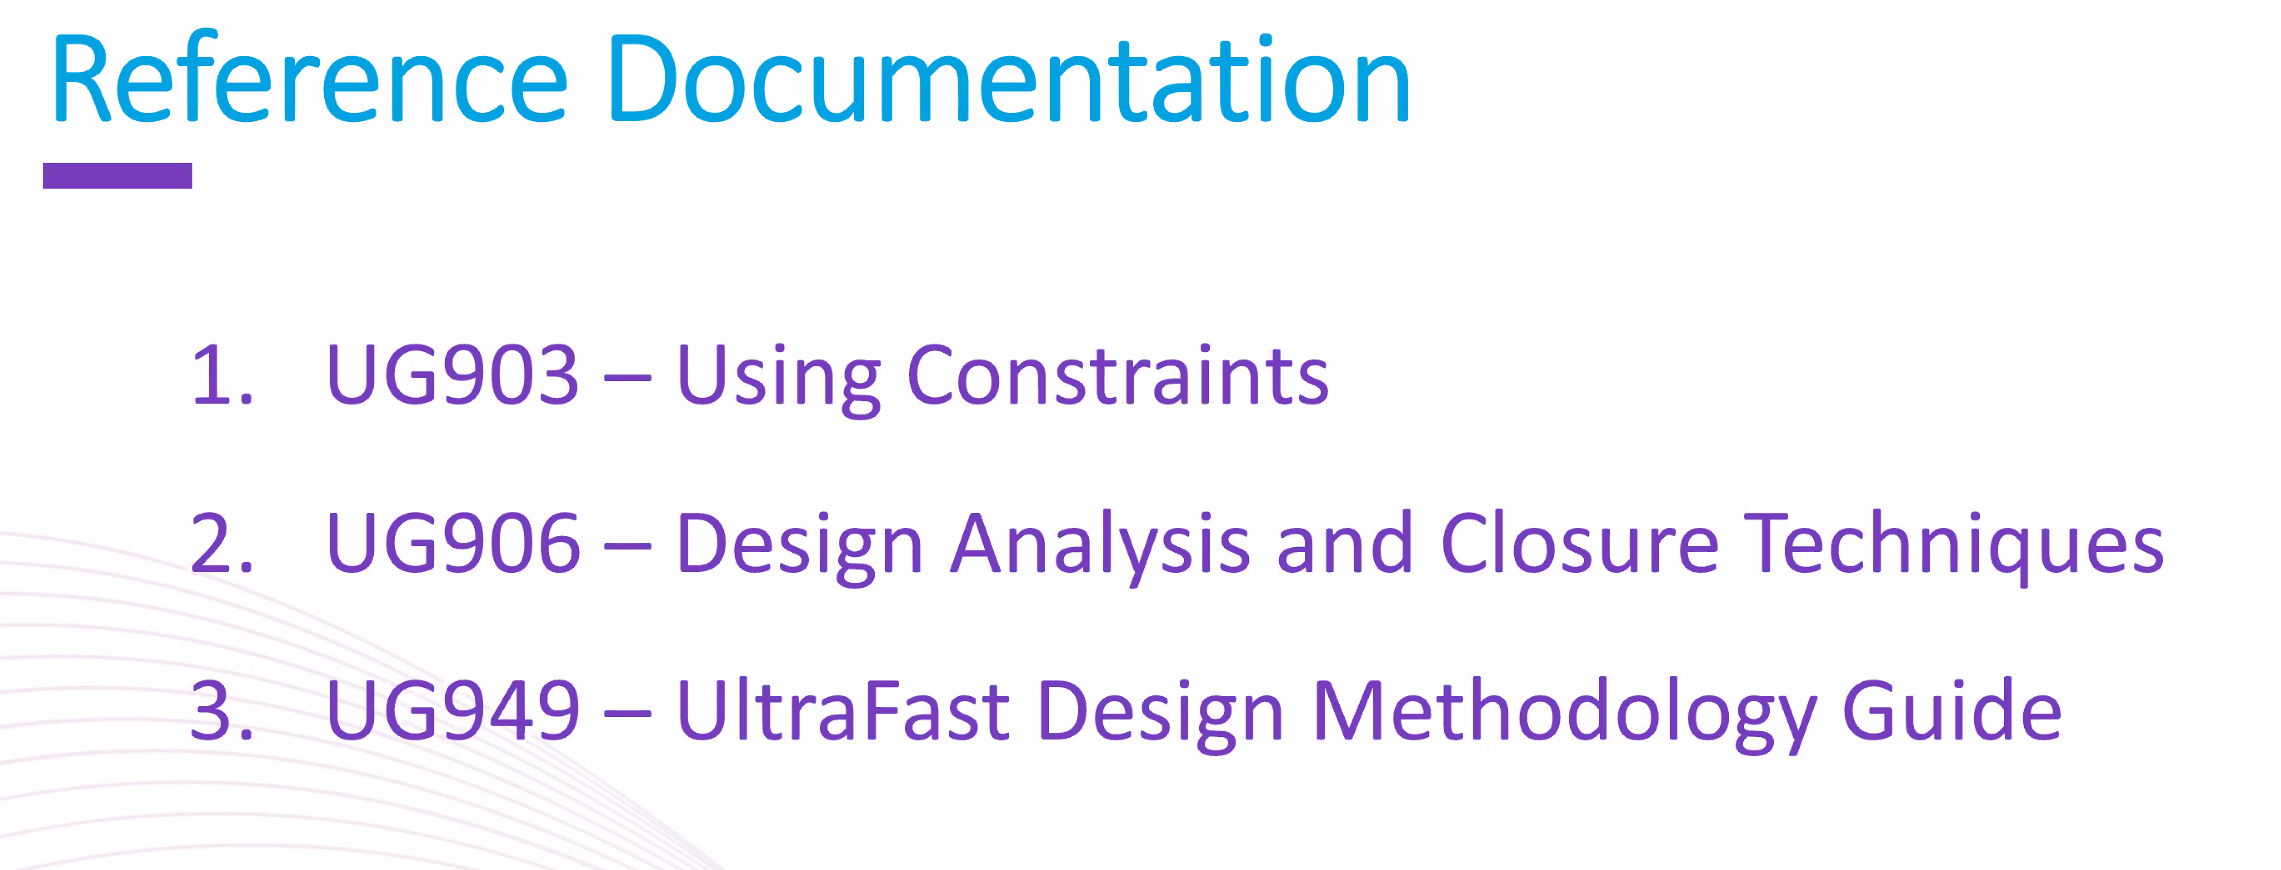 Reference Documentation
1. UG903 – Using Constraints
2. UG906 – Design Analysis and Closure Techniques
3. UG949 – UltraFast Design Methodology Guide